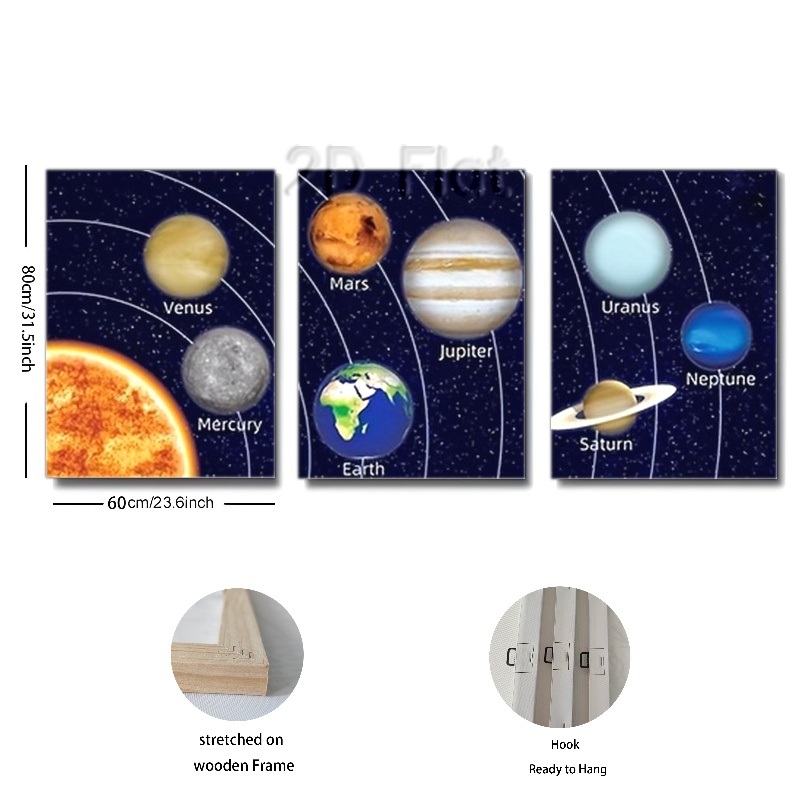 2D Flat
Venus
Mercury
Mars
Jupiter
Earth
Uranus
Neptune
Saturn
80cm/31.5inch
60cm/23.6inch
stretched on
wooden Frame
Hook
Ready to Hang